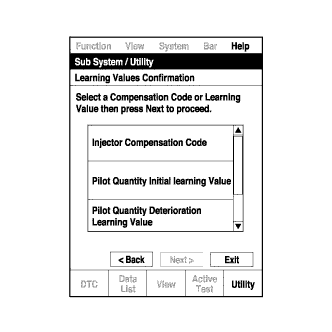 Function View System Bar Help
Sub System / Utility
Learning Values Confirmation
Select a Compensation Code or Learning
Value then press Next to proceed.
Injector Compensation Code
Pilot Quantity Initial learning Value
Pilot Quantity Deterioration
Learning Value
< Back Next > Exit
DTC Data List View Active Test Utility